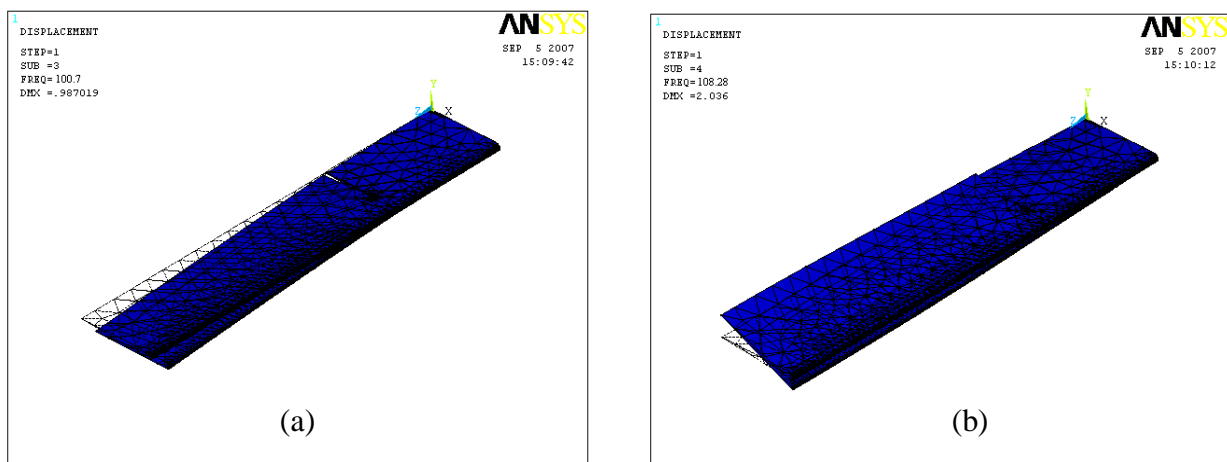 1
DISPLACEMENT
STEP=1
SUB =3
FREQ=100.7
DMX =.987019
ANSYS
SEP 5 2007
15:09:42
Y
Z X
(a)
1
DISPLACEMENT
STEP=1
SUB =4
FREQ=108.28
DMX =2.036
ANSYS
SEP 5 2007
15:10:12
Y
Z X
(b)